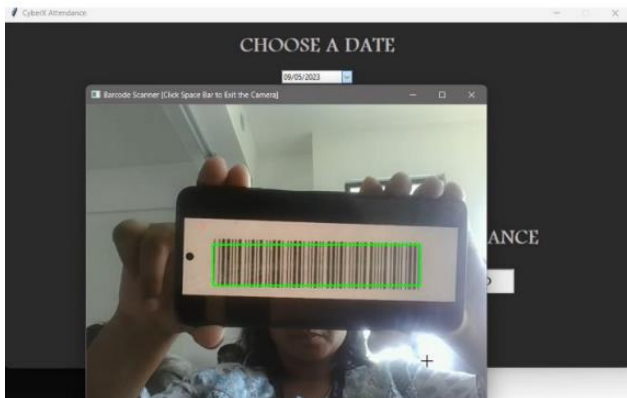 CyberX Attendance
CHOOSE A DATE
09/05/2023
Barcode Scanner [Click Space Bar to Exit the Camera]
ANCE